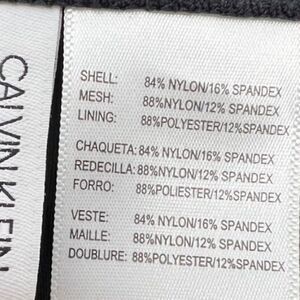 CALVIN KLEIN
SHELL: 84% NYLON/16% SPANDEX
MESH: 88%NYLON/12% SPANDEX
LINING: 88%POLYESTER/12%SPANDEX
CHAQUETA: 84% NYLON/16% SPANDEX
REDECILLA: 88%NYLON/12% SPANDEX
FORRO: 88%POLIESTER/12%SPANDEX
VESTE: 84% NYLON/16% SPANDEX
MAILLE: 88%NYLON/12% SPANDEX
DOUBLURE: 88%POLYESTER/12%SPANDEX